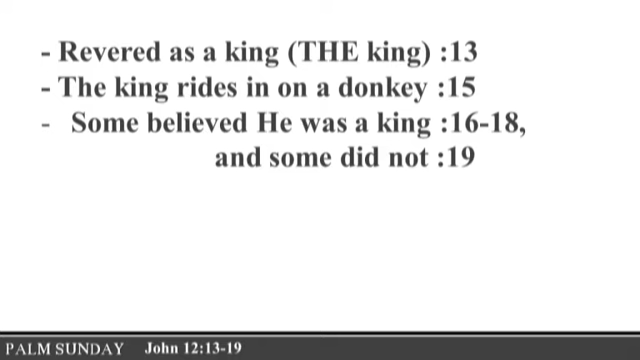 - Revered as a king (THE king) :13
- The king rides in on a donkey :15
- Some believed He was a king :16-18,
and some did not :19
PALM SUNDAY John 12:13-19